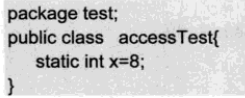 package test;
public class accessTest{
static int x=8;
}